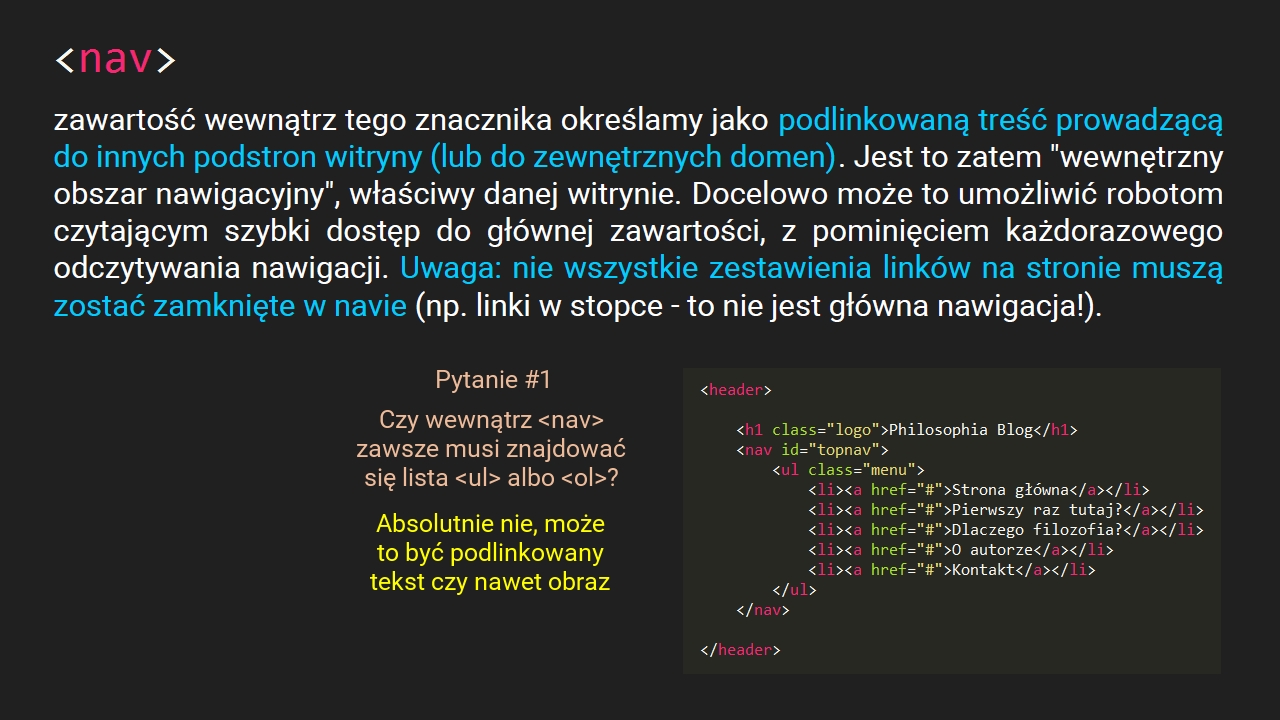 <nav>
zawartość wewnątrz tego znacznika określamy jako podlinkowaną treść prowadzącą
do innych podstron witryny (lub do zewnętrznych domen). Jest to zatem "wewnętrzny
obszar nawigacyjny", właściwy danej witrynie. Docelowo może to umożliwić robotom
czytającym szybki dostęp do głównej zawartości, z pominięciem każdorazowego
odczytywania nawigacji. Uwaga: nie wszystkie zestawienia linków na stronie muszą
zostać zamknięte w navie (np. linki w stopce - to nie jest główna nawigacja!).
Pytanie #1
Czy wewnątrz <nav>
zawsze musi znajdować
się lista <ul> albo <ol>?
Absolutnie nie, może
to być podlinkowany
tekst czy nawet obraz
<header>
<h1 class="logo">Philosophia Blog</h1>
<nav id="topnav">
<ul class="menu">
<li><a href="#">Strona główna</a></li>
<li><a href="#">Pierwszy raz tutaj?</a></li>
<li><a href="#">Dlaczego filozofia?</a></li>
<li><a href="#">O autorze</a></li>
<li><a href="#">Kontakt</a></li>
</ul>
</nav>
</header>